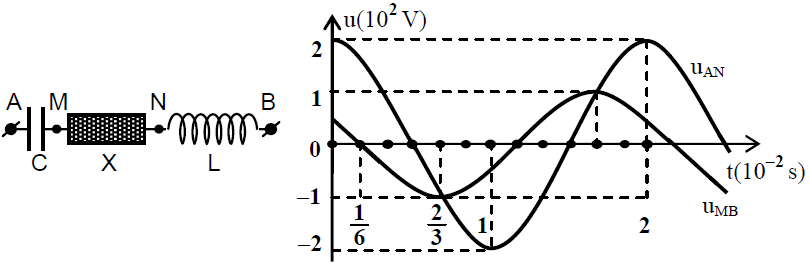 A M N B
C X L
u(10² V)
2
1
0
−1
−2
1/6
2/3
1
2
t(10⁻² s)
u_AN
u_MB